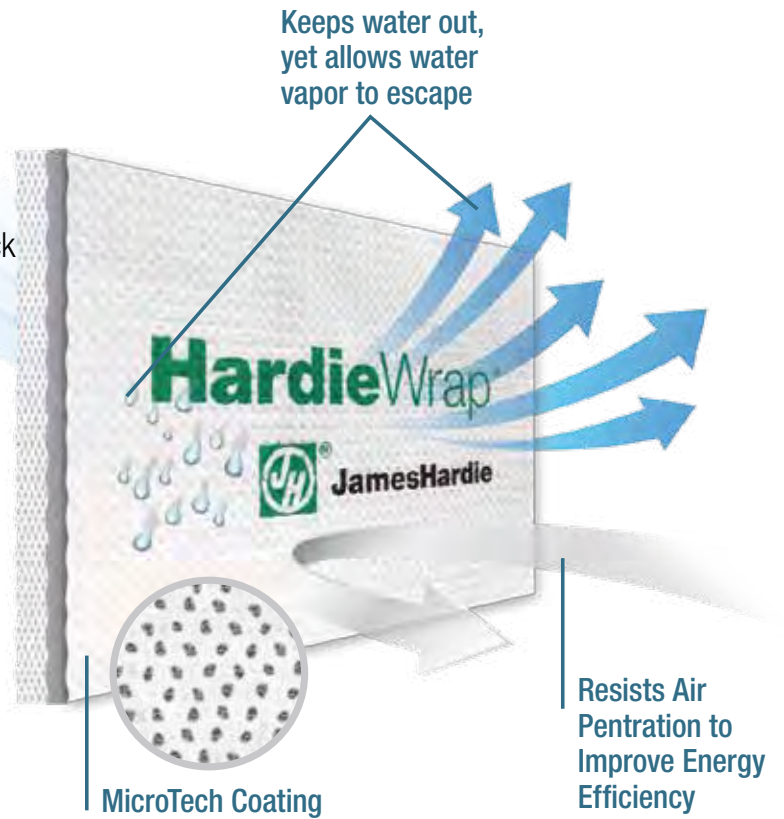 Keeps water out,
yet allows water
vapor to escape
HardieWrap®
JH® JamesHardie
Resists Air
Pentration to
Improve Energy
Efficiency
MicroTech Coating